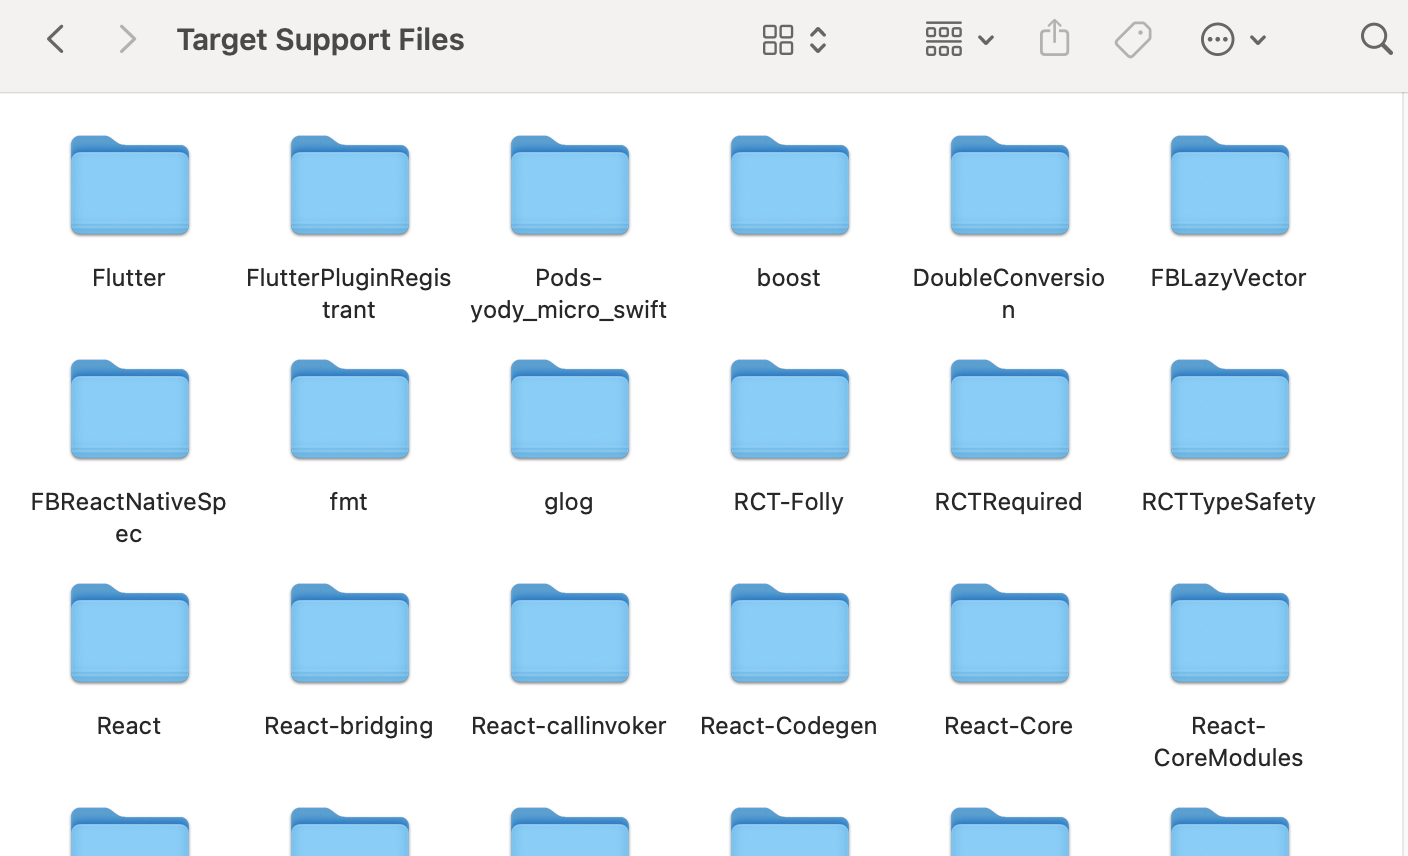 Target Support Files
Flutter
FlutterPluginRegis
trant
Pods-
yody_micro_swift
boost
DoubleConversio
n
FBLazyVector
FBReactNativeSp
ec
fmt
glog
RCT-Folly
RCTRequired
RCTTypeSafety
React
React-bridging
React-callinvoker
React-Codegen
React-Core
React-
CoreModules